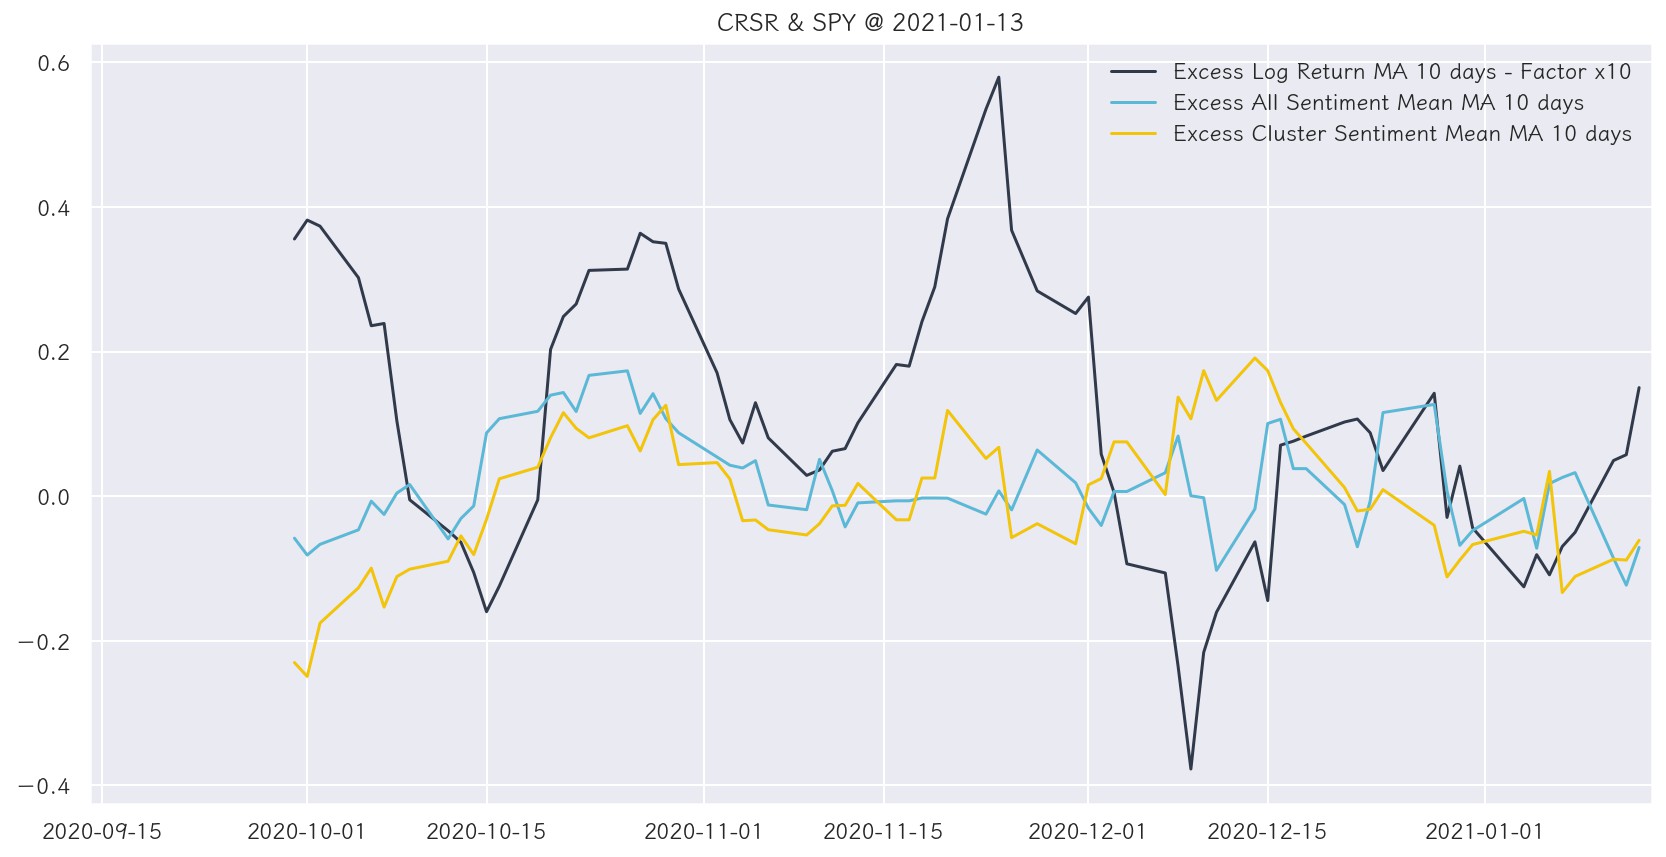 CRSR & SPY @ 2021-01-13
Excess Log Return MA 10 days - Factor x10
Excess All Sentiment Mean MA 10 days
Excess Cluster Sentiment Mean MA 10 days
0.6
0.4
0.2
0.0
−0.2
−0.4
2020-09-15 2020-10-01 2020-10-15 2020-11-01 2020-11-15 2020-12-01 2020-12-15 2021-01-01